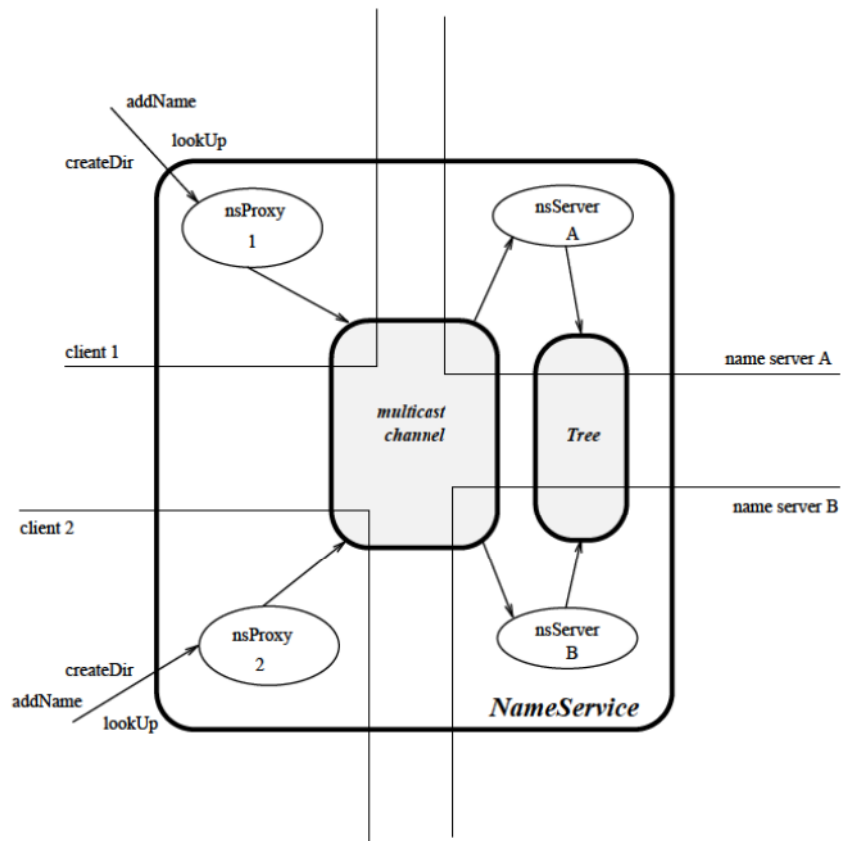 addName
lookUp
createDir
nsProxy
1
nsServer
A
client 1
name server A
multicast
channel
Tree
client 2
name server B
nsProxy
2
nsServer
B
createDir
addName
lookUp
NameService